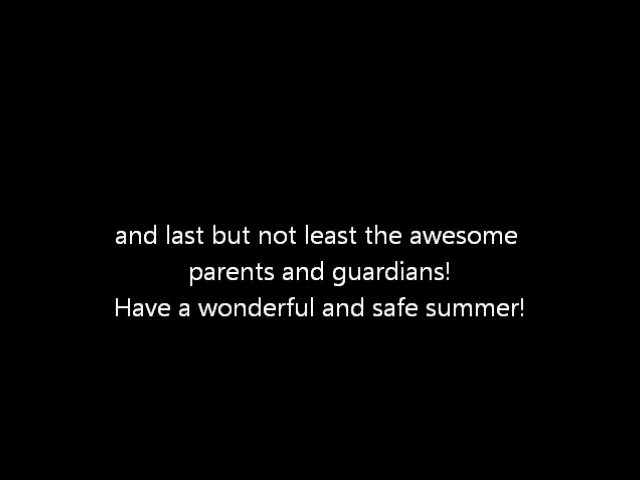 and last but not least the awesome
parents and guardians!
Have a wonderful and safe summer!